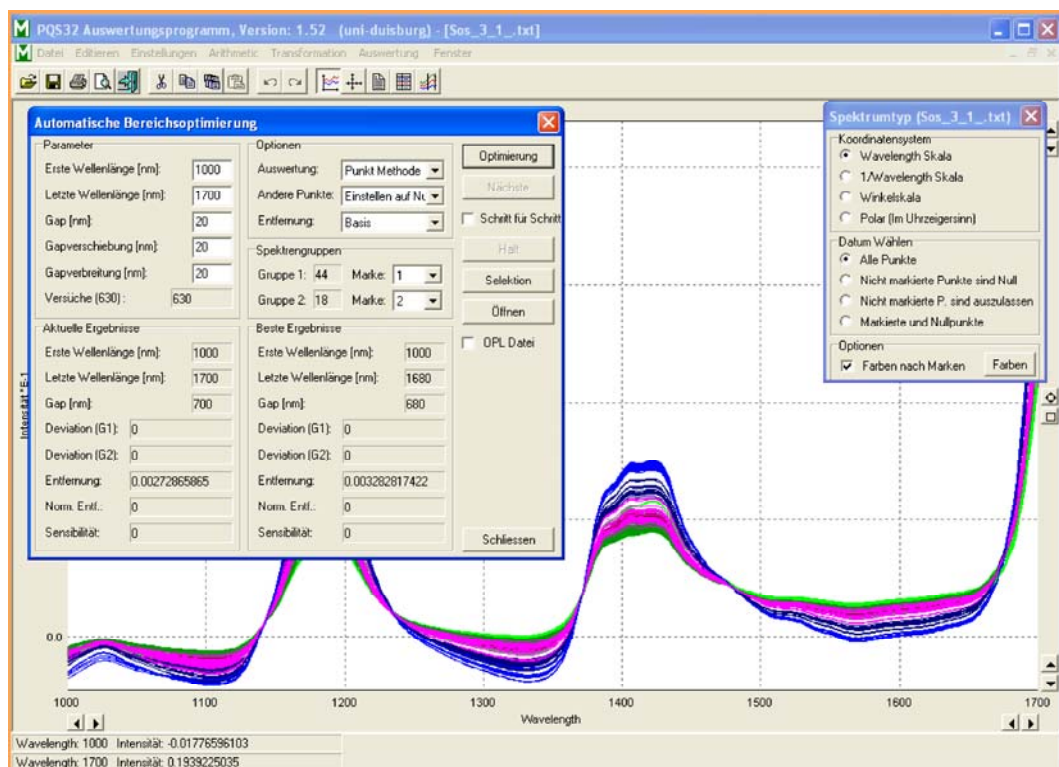 PQS32 Auswertungsprogramm, Version: 1.52 (uni-duisburg) - [Sos_3_1_.txt]
Datei Editieren Einstellungen Arithmetic Transformation Auswertung Fenster
Automatische Bereichsoptimierung
Parameter
Erste Wellenlänge [nm]: 1000
Letzte Wellenlänge [nm]: 1700
Gap [nm]: 20
Gapverschiebung [nm]: 20
Gapverbreitung [nm]: 20
Versüche (630) : 630
Optionen
Auswertung: Punkt Methode
Andere Punkte: Einstellen auf Nu
Entfernung: Basis
Spektrengruppen
Gruppe 1: 44 Marke: 1
Gruppe 2: 18 Marke: 2
Optimierung
Nächste
Schritt für Schritt
Halt
Selektion
Öffnen
OPL Datei
Schliessen
Aktuelle Ergebnisse
Erste Wellenlänge [nm]: 1000
Letzte Wellenlänge [nm]: 1700
Gap [nm]: 700
Deviation (G1): 0
Deviation (G2): 0
Entfernung: 0.00272865865
Norm. Entf.: 0
Sensibilität: 0
Beste Ergebnisse
Erste Wellenlänge [nm]: 1000
Letzte Wellenlänge [nm]: 1680
Gap [nm]: 680
Deviation (G1): 0
Deviation (G2): 0
Entfernung: 0.003282817422
Norm. Entf.: 0
Sensibilität: 0
Spektrumtyp (Sos_3_1_.txt)
Koordinatensystem
Wavelength Skala
1./Wavelength Skala
Winkelskala
Polar (Im Uhrzeigersinn)
Datum Wählen
Alle Punkte
Nicht markierte Punkte sind Null
Nicht markierte P. sind auszulassen
Markierte und Nullpunkte
Optionen
Farben nach Marken Farben
Intensität *E-1
0.0
1000 1100 1200 1300 1400 1500 1600 1700
Wavelength
Wavelength: 1000 Intensität: -0.01776596103
Wavelength: 1700 Intensität: 0.1939225035